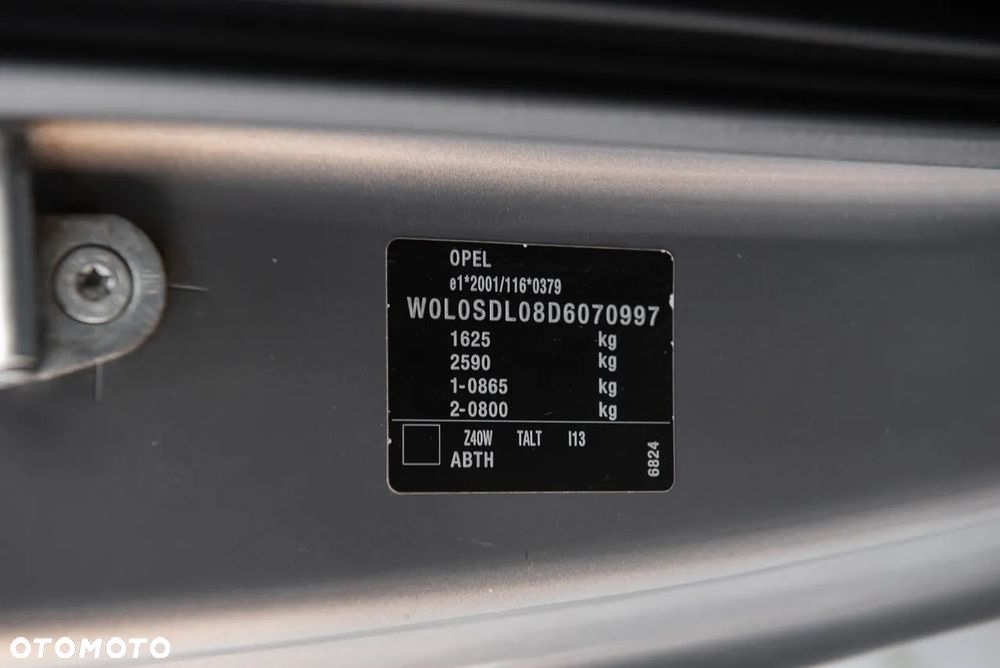 OPEL
e1*2001/116*0379
W0L0SDL08D6070997
1625 kg
2590 kg
1-0865 kg
2-0800 kg
Z40W TALT I13
ABTH
6824
OTOMOTO